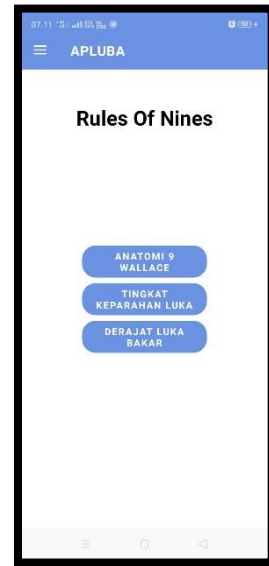 07.11
APLUBA
Rules Of Nines
ANATOMI 9
WALLACE
TINGKAT
KEPARAHAN LUKA
DERAJAT LUKA
BAKAR